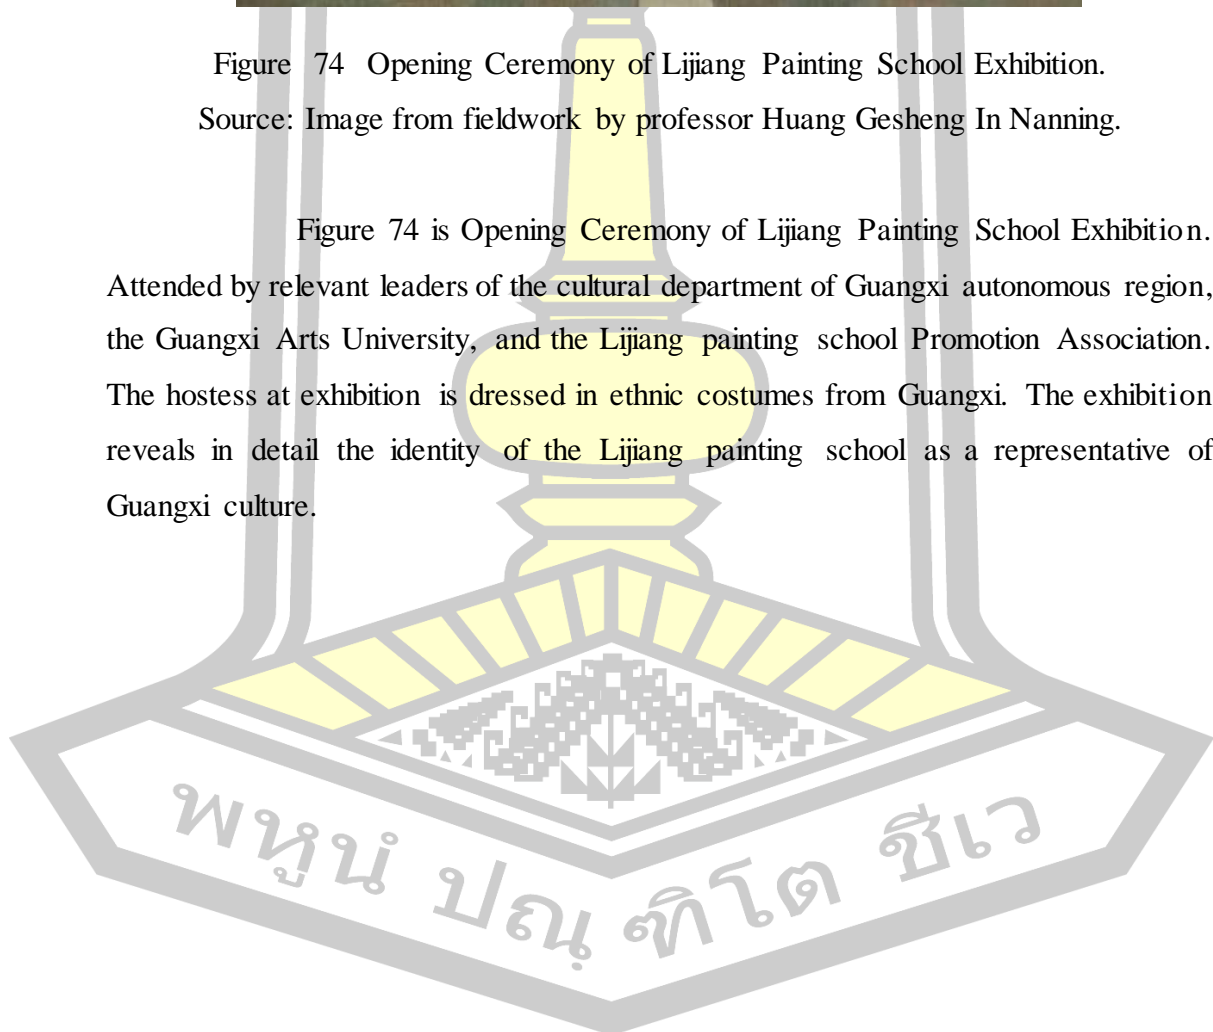 Figure 74 Opening Ceremony of Lijiang Painting School Exhibition.
Source: Image from fieldwork by professor Huang Gesheng In Nanning.
Figure 74 is Opening Ceremony of Lijiang Painting School Exhibition.
Attended by relevant leaders of the cultural department of Guangxi autonomous region,
the Guangxi Arts University, and the Lijiang painting school Promotion Association.
The hostess at exhibition is dressed in ethnic costumes from Guangxi. The exhibition
reveals in detail the identity of the Lijiang painting school as a representative of
Guangxi culture.
พหูนํ ปณฺฑิโต ชีเว